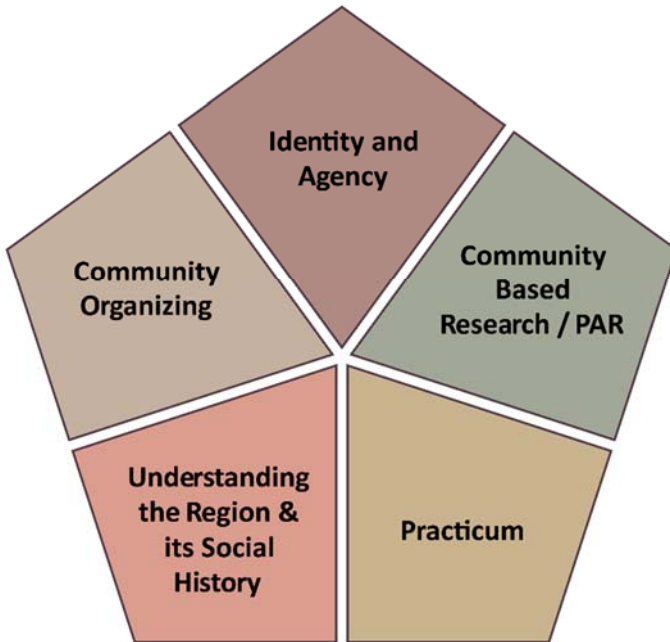 Identity and
Agency
Community
Organizing
Community
Based
Research / PAR
Understanding
the Region &
its Social
History
Practicum